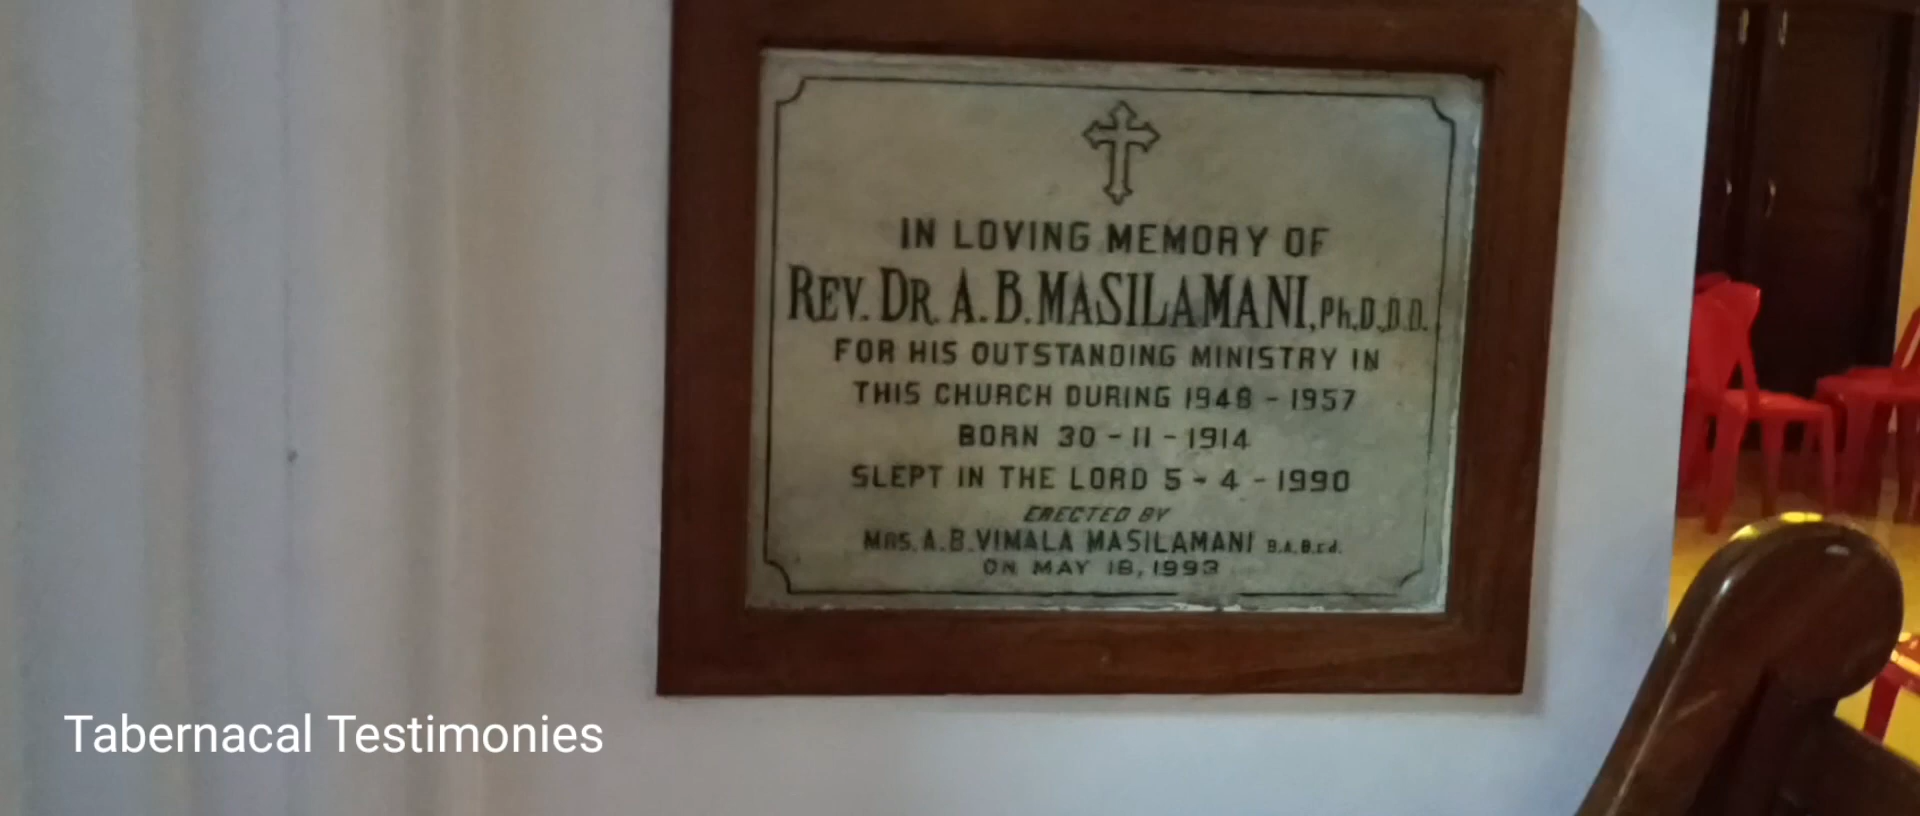 IN LOVING MEMORY OF
REV. DR. A. B. MASILAMANI, Ph.D.,D.D.
FOR HIS OUTSTANDING MINISTRY IN
THIS CHURCH DURING 1948 - 1957
BORN 30 - 11 - 1914
SLEPT IN THE LORD 5 - 4 - 1990
ERECTED BY
MRS. A.B. VIMALA MASILAMANI B.A.B.Ed.
ON MAY 18, 1993
Tabernacal Testimonies